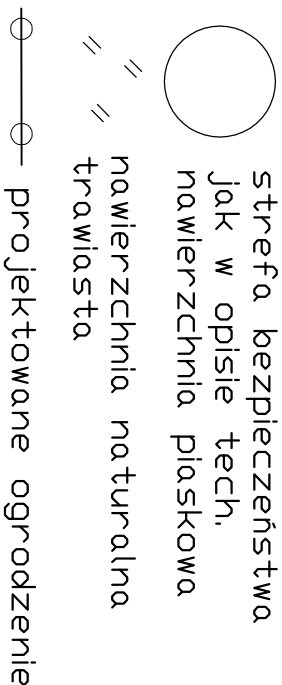 strefa bezpieczeństwa
jak w opisie tech.
nawierzchnia piaskowa
nawierzchnia naturalna
trawiasta
projektowane ogrodzenie